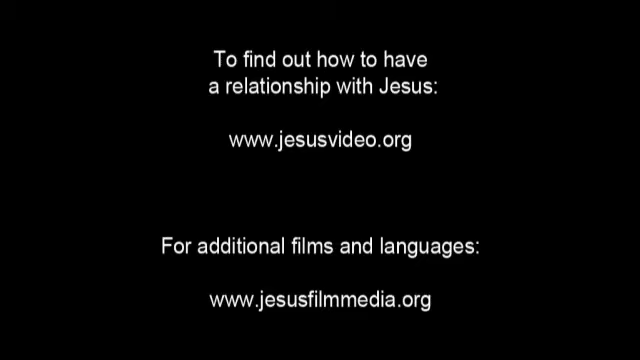 To find out how to have
a relationship with Jesus:
www.jesusvideo.org
For additional films and languages:
www.jesusfilmmedia.org